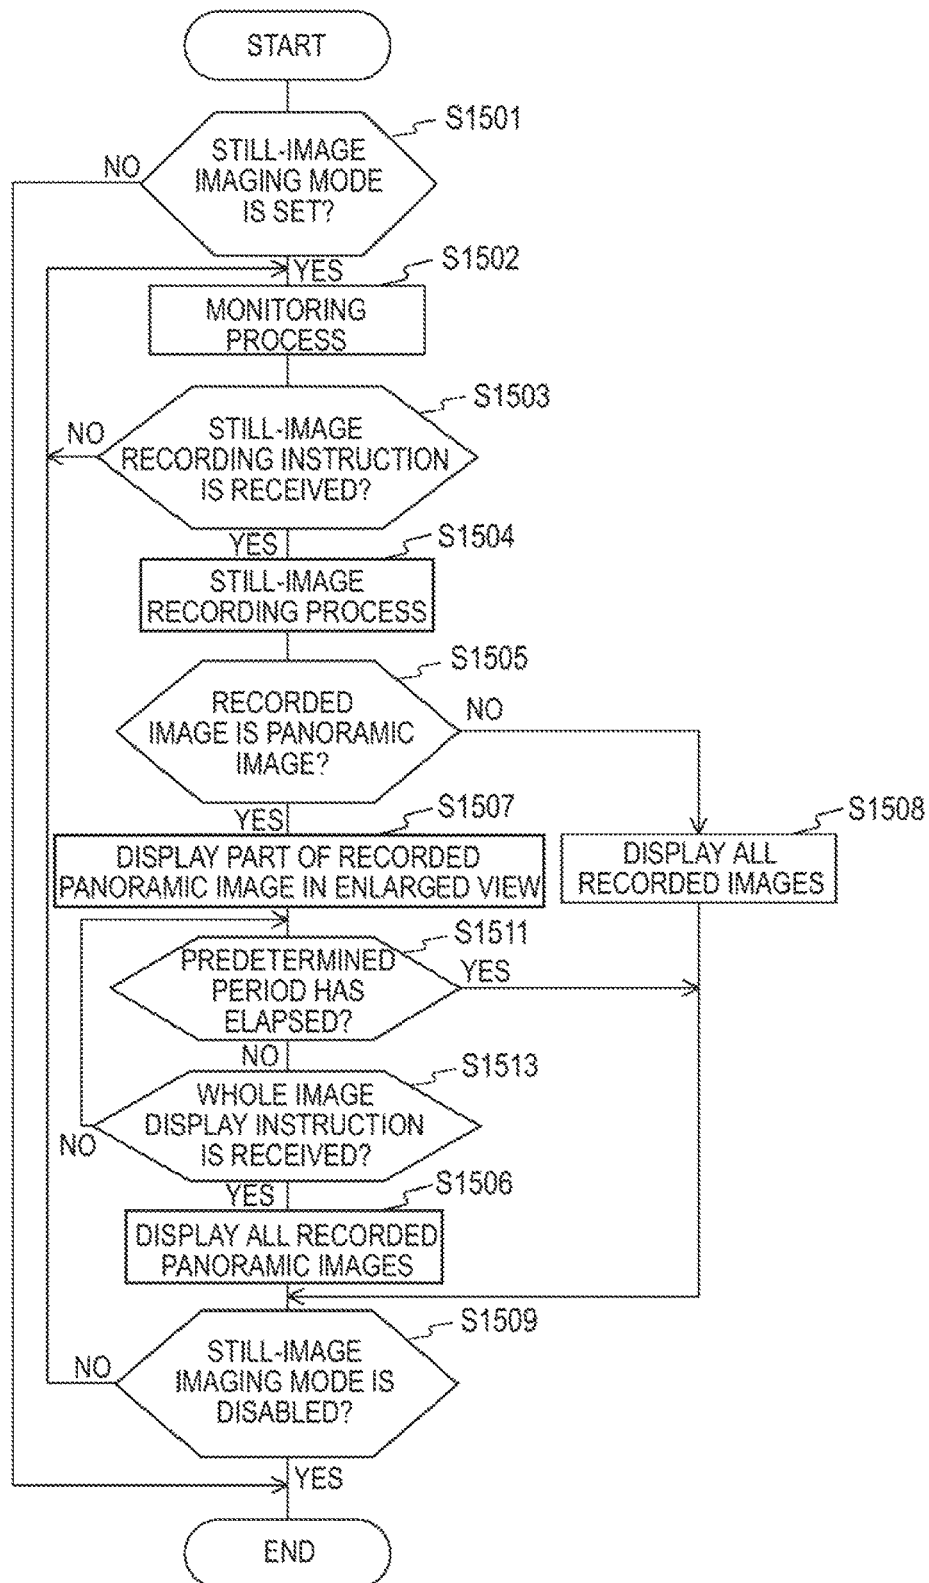 START
S1501
STILL-IMAGE
IMAGING MODE
IS SET?
NO
YES
S1502
MONITORING
PROCESS
S1503
STILL-IMAGE
RECORDING INSTRUCTION
IS RECEIVED?
NO
YES
S1504
STILL-IMAGE
RECORDING PROCESS
S1505
RECORDED
IMAGE IS PANORAMIC
IMAGE?
NO
YES
S1507
DISPLAY PART OF RECORDED
PANORAMIC IMAGE IN ENLARGED VIEW
S1508
DISPLAY ALL
RECORDED IMAGES
S1511
PREDETERMINED
PERIOD HAS
ELAPSED?
YES
NO
S1513
WHOLE IMAGE
DISPLAY INSTRUCTION
IS RECEIVED?
NO
YES
S1506
DISPLAY ALL RECORDED
PANORAMIC IMAGES
S1509
STILL-IMAGE
IMAGING MODE IS
DISABLED?
NO
YES
END